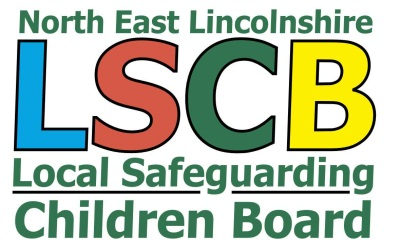 North East Lincolnshire
LSCB
Local Safeguarding
Children Board